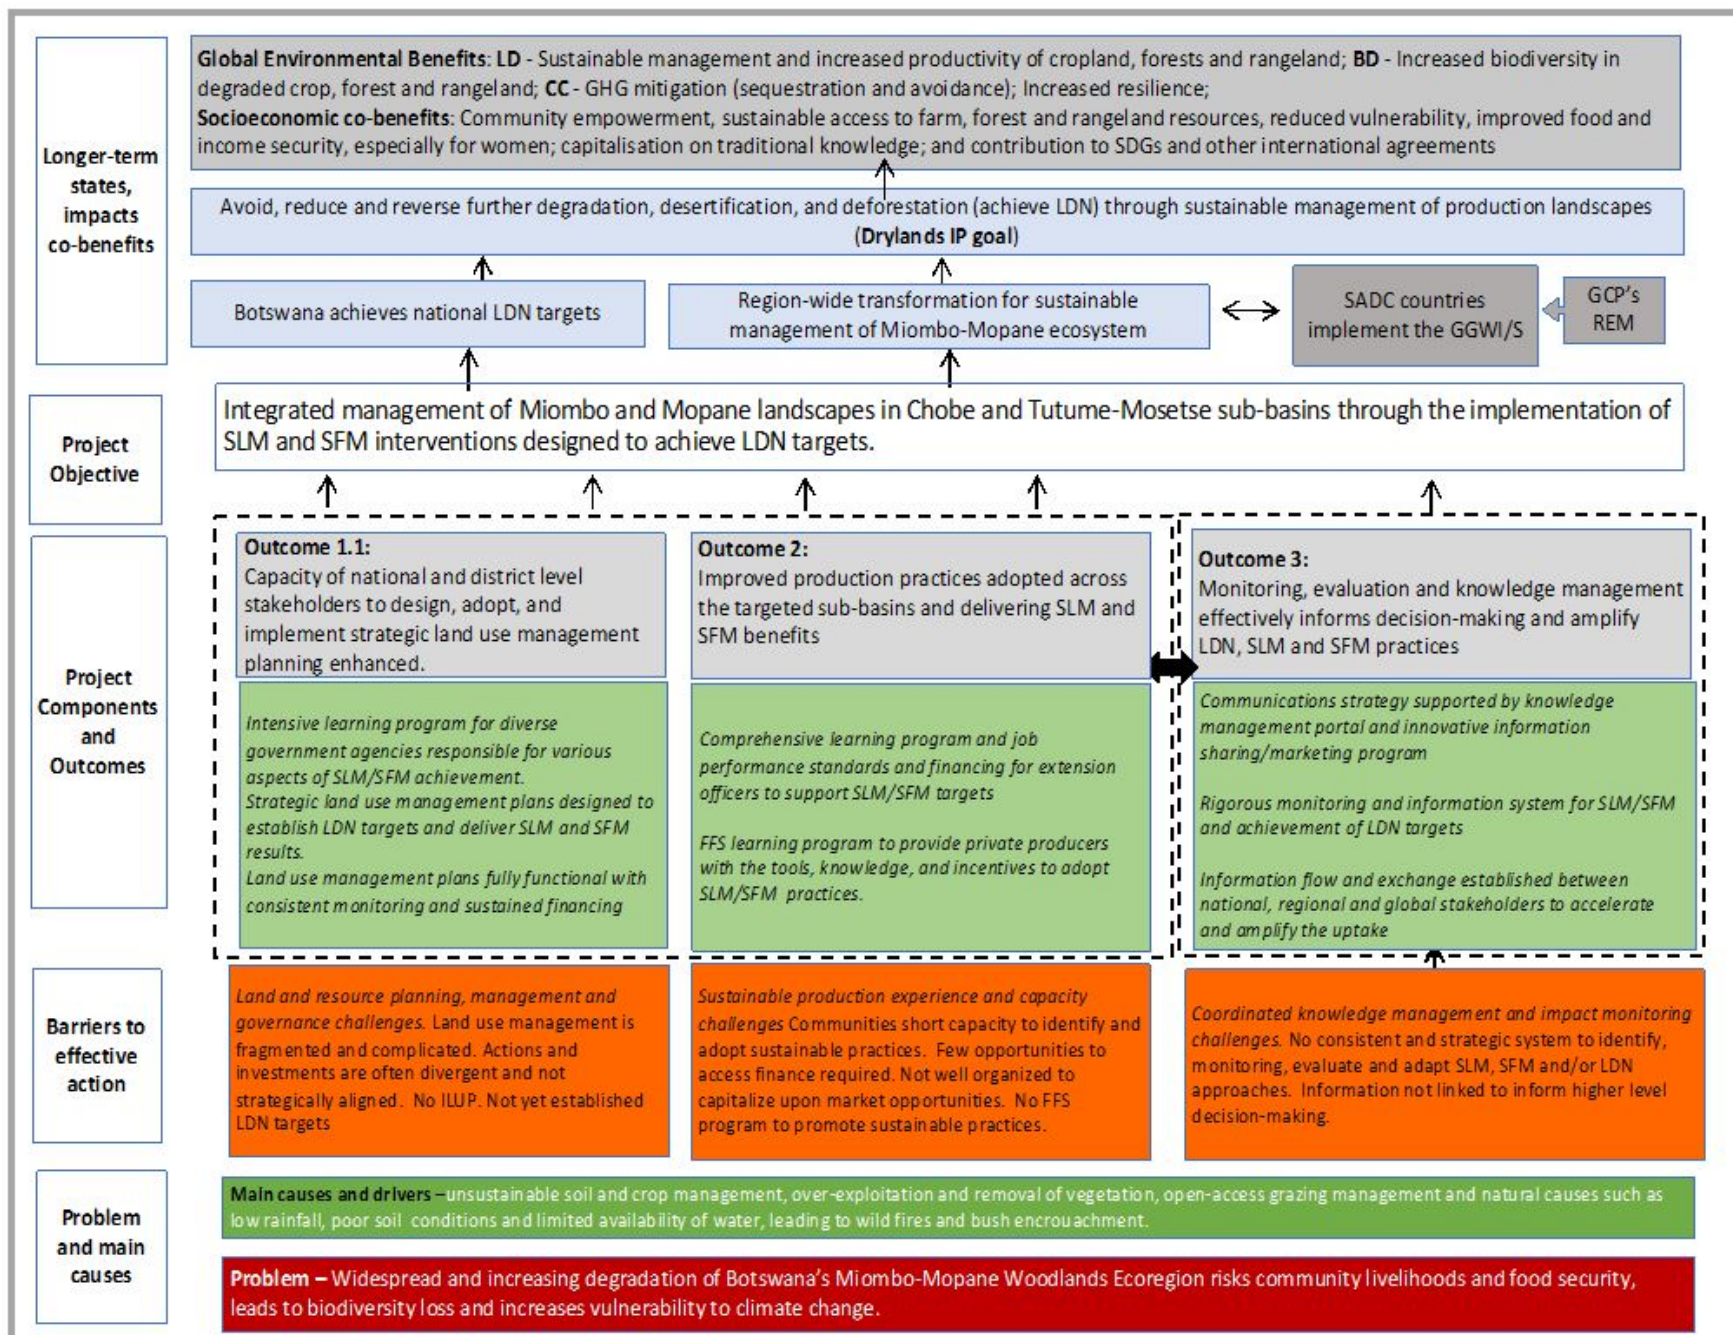 Longer-term
states,
impacts
co-benefits
Global Environmental Benefits: LD - Sustainable management and increased productivity of cropland, forests and rangeland; BD - Increased biodiversity in
degraded crop, forest and rangeland; CC - GHG mitigation (sequestration and avoidance); Increased resilience;
Socioeconomic co-benefits: Community empowerment, sustainable access to farm, forest and rangeland resources, reduced vulnerability, improved food and
income security, especially for women; capitalisation on traditional knowledge; and contribution to SDGs and other international agreements
Avoid, reduce and reverse further degradation, desertification, and deforestation (achieve LDN) through sustainable management of production landscapes
(Drylands IP goal)
Botswana achieves national LDN targets
Region-wide transformation for sustainable
management of Miombo-Mopane ecosystem
SADC countries
implement the GGWI/S
GCP's
REM
Project
Objective
Integrated management of Miombo and Mopane landscapes in Chobe and Tutume-Mosetse sub-basins through the implementation of
SLM and SFM interventions designed to achieve LDN targets.
Project
Components
and
Outcomes
Outcome 1.1:
Capacity of national and district level
stakeholders to design, adopt, and
implement strategic land use management
planning enhanced.
Intensive learning program for diverse
government agencies responsible for various
aspects of SLM/SFM achievement.
Strategic land use management plans designed to
establish LDN targets and deliver SLM and SFM
results.
Land use management plans fully functional with
consistent monitoring and sustained financing
Outcome 2:
Improved production practices adopted across
the targeted sub-basins and delivering SLM and
SFM benefits
Comprehensive learning program and job
performance standards and financing for extension
officers to support SLM/SFM targets
FFS learning program to provide private producers
with the tools, knowledge, and incentives to adopt
SLM/SFM practices.
Outcome 3:
Monitoring, evaluation and knowledge management
effectively informs decision-making and amplify
LDN, SLM and SFM practices
Communications strategy supported by knowledge
management portal and innovative information
sharing/marketing program
Rigorous monitoring and information system for SLM/SFM
and achievement of LDN targets
Information flow and exchange established between
national, regional and global stakeholders to accelerate
and amplify the uptake
Barriers to
effective
action
Land and resource planning, management and
governance challenges. Land use management is
fragmented and complicated. Actions and
investments are often divergent and not
strategically aligned. No ILUP. Not yet established
LDN targets
Sustainable production experience and capacity
challenges Communities short capacity to identify and
adopt sustainable practices. Few opportunities to
access finance required. Not well organized to
capitalize upon market opportunities. No FFS
program to promote sustainable practices.
Coordinated knowledge management and impact monitoring
challenges. No consistent and strategic system to identify,
monitoring, evaluate and adapt SLM, SFM and/or LDN
approaches. Information not linked to inform higher level
decision-making.
Problem
and main
causes
Main causes and drivers –unsustainable soil and crop management, over-exploitation and removal of vegetation, open-access grazing management and natural causes such as
low rainfall, poor soil conditions and limited availability of water, leading to wild fires and bush encrouachment.
Problem – Widespread and increasing degradation of Botswana's Miombo-Mopane Woodlands Ecoregion risks community livelihoods and food security,
leads to biodiversity loss and increases vulnerability to climate change.